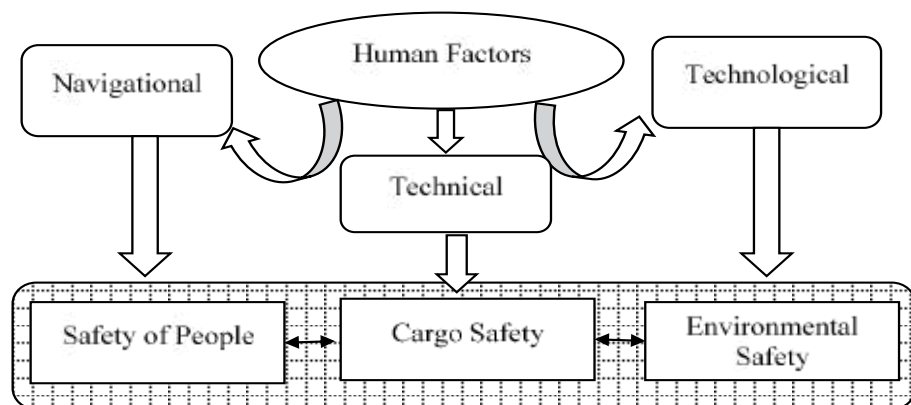 Human Factors
Navigational
Technological
Technical
Safety of People
Cargo Safety
Environmental
Safety